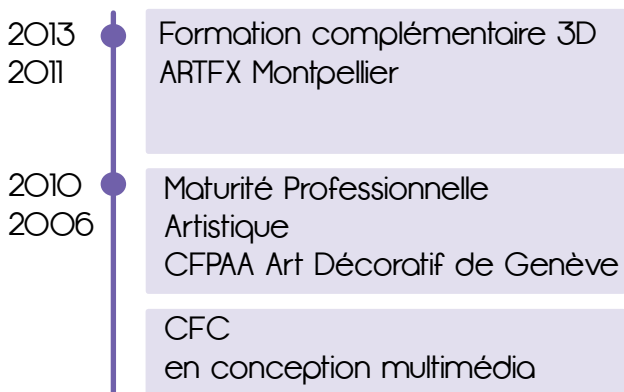 2013
Formation complémentaire 3D
2011
ARTFX Montpellier
2010
Maturité Professionnelle
2006
Artistique
CFPAA Art Décoratif de Genève
CFC
en conception multimédia